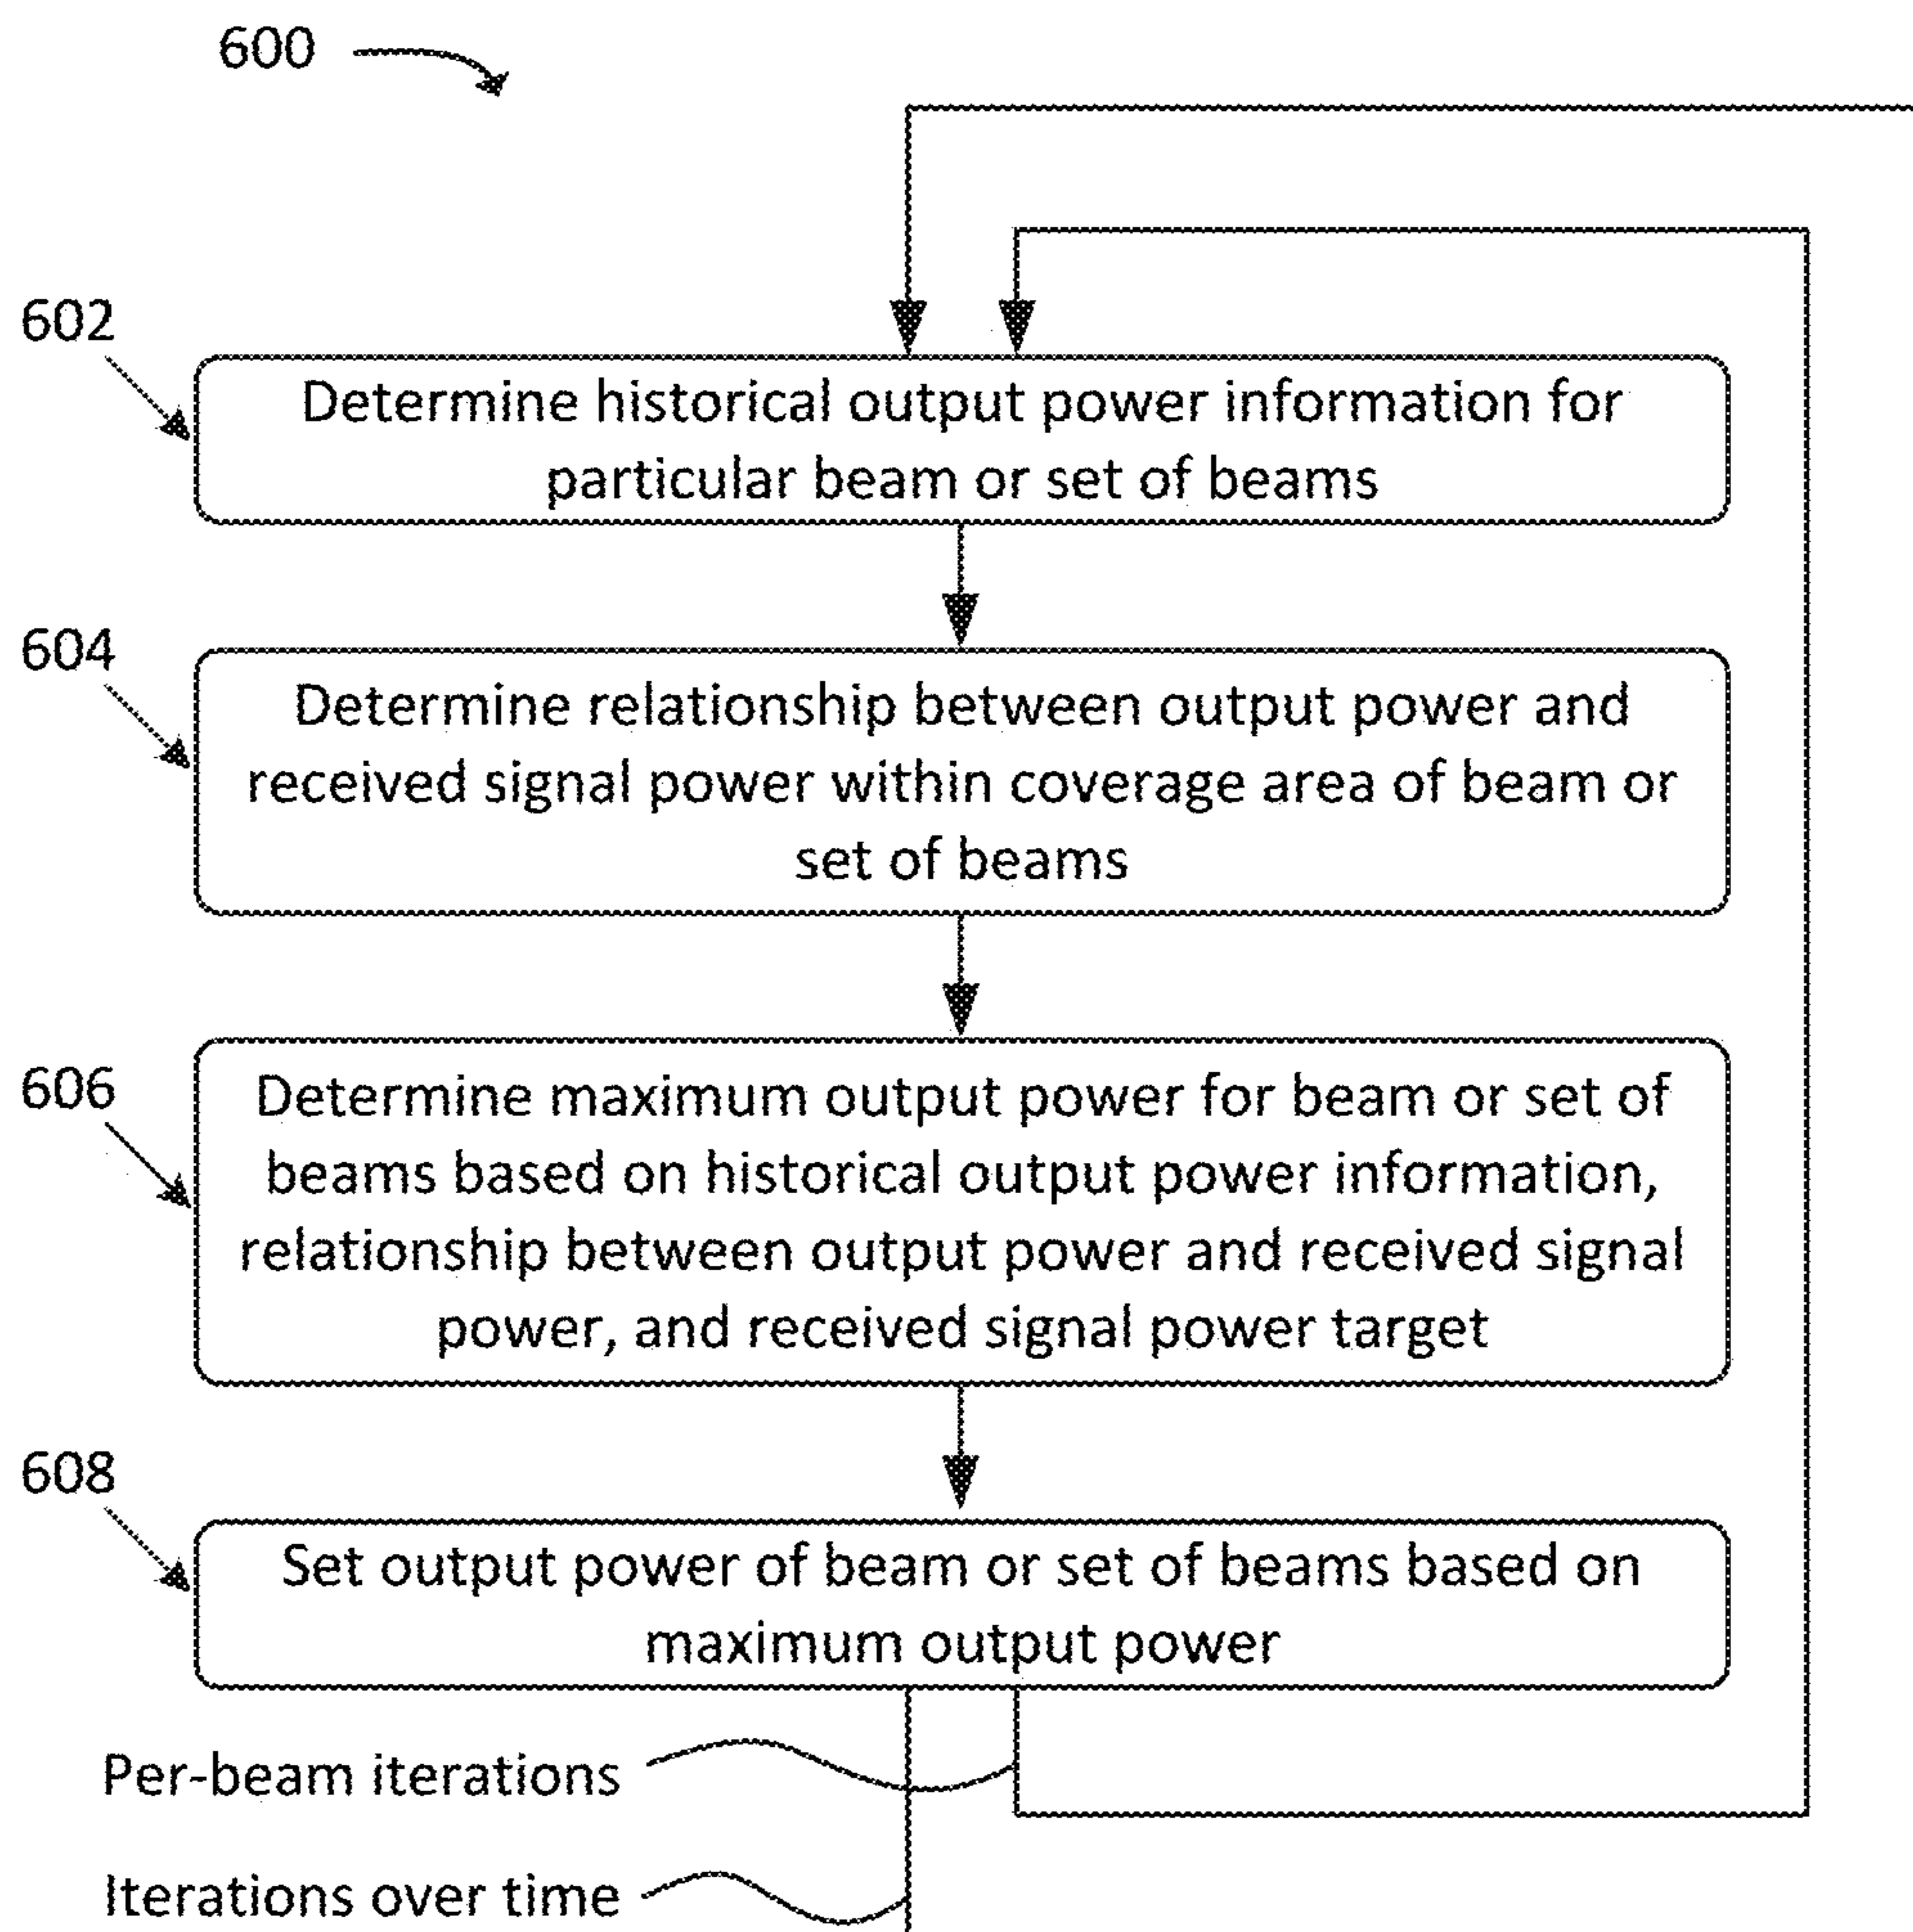 600
602
Determine historical output power information for
particular beam or set of beams
604
Determine relationship between output power and
received signal power within coverage area of beam or
set of beams
606
Determine maximum output power for beam or set of
beams based on historical output power information,
relationship between output power and received signal
power, and received signal power target
608
Set output power of beam or set of beams based on
maximum output power
Per-beam iterations
Iterations over time